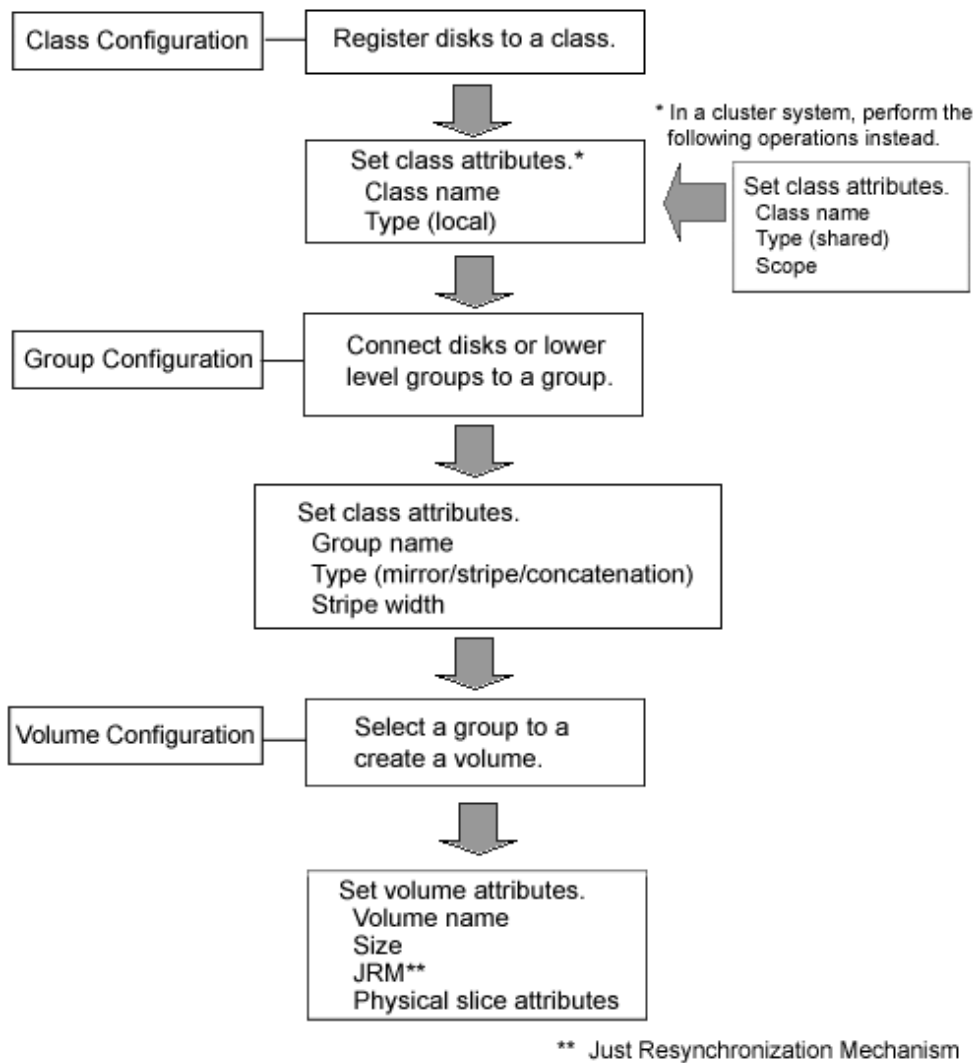 Class Configuration
Register disks to a class.
* In a cluster system, perform the
following operations instead.
Set class attributes.*
Class name
Type (local)
Set class attributes.
Class name
Type (shared)
Scope
Group Configuration
Connect disks or lower
level groups to a group.
Set class attributes.
Group name
Type (mirror/stripe/concatenation)
Stripe width
Volume Configuration
Select a group to a
create a volume.
Set volume attributes.
Volume name
Size
JRM**
Physical slice attributes
** Just Resynchronization Mechanism